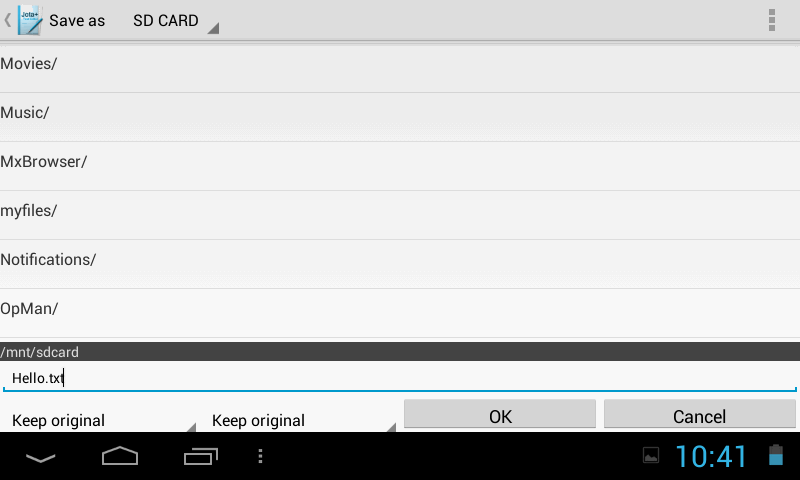 Jota+ Save as SD CARD
Movies/
Music/
MxBrowser/
myfiles/
Notifications/
OpMan/
/mnt/sdcard
Hello.txt
Keep original Keep original OK Cancel
10:41